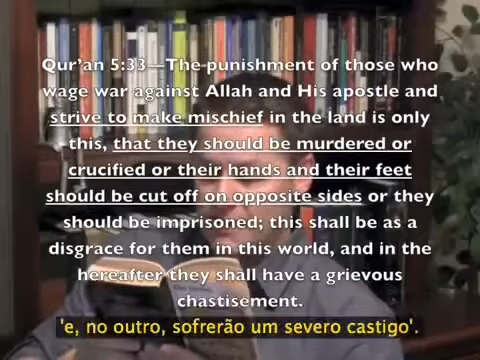 Qur'an 5:33—The punishment of those who
wage war against Allah and His apostle and
strive to make mischief in the land is only
this, that they should be murdered or
crucified or their hands and their feet
should be cut off on opposite sides or they
should be imprisoned; this shall be as a
disgrace for them in this world, and in the
hereafter they shall have a grievous
chastisement.
'e, no outro, sofrerão um severo castigo'.